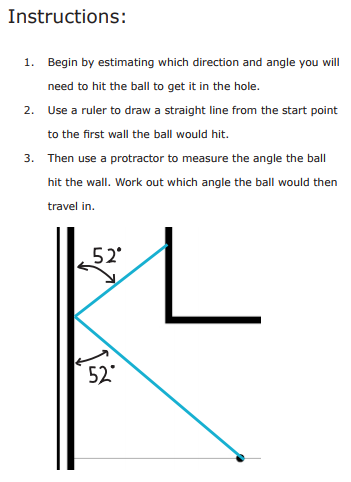 Instructions:
1. Begin by estimating which direction and angle you will
need to hit the ball to get it in the hole.
2. Use a ruler to draw a straight line from the start point
to the first wall the ball would hit.
3. Then use a protractor to measure the angle the ball
hit the wall. Work out which angle the ball would then
travel in.
52°
52°